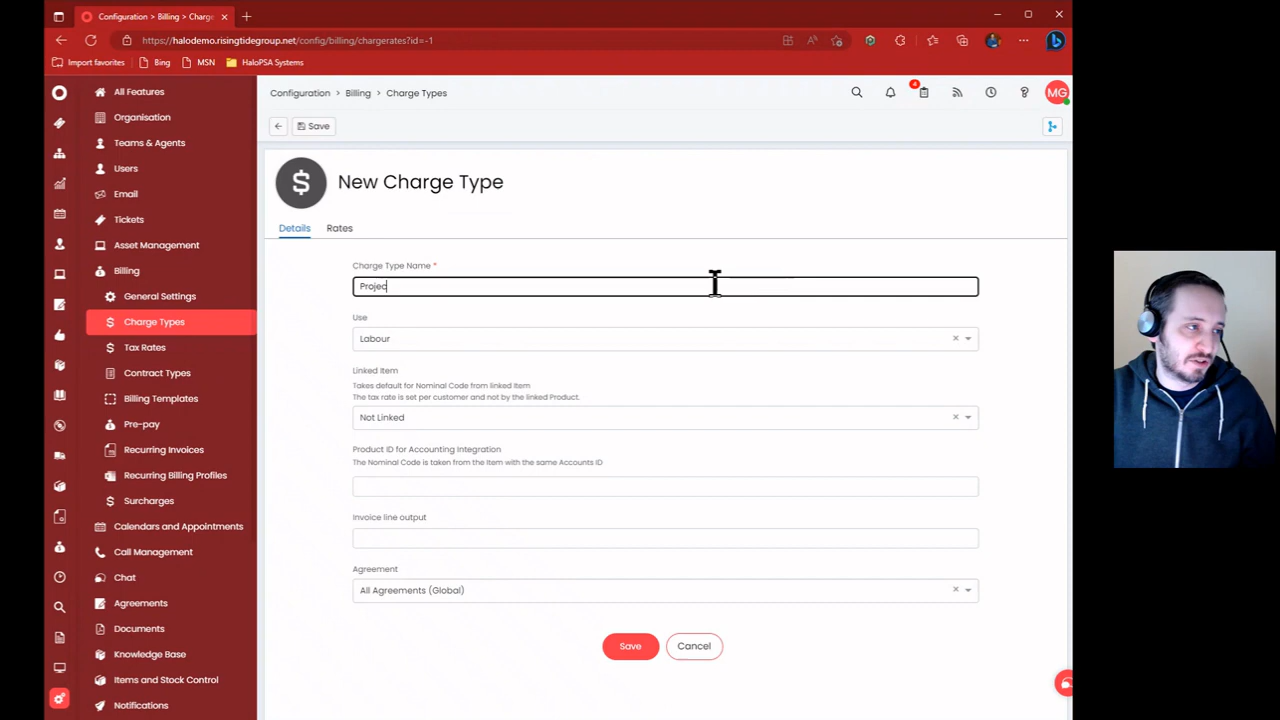 Configuration > Billing > Charge
https://halodemo.risingtidegroup.net/config/billing/chargerates?id=-1
Import favorites
Bing
MSN
HaloPSA Systems
All Features
Organisation
Teams & Agents
Users
Email
Tickets
Asset Management
Billing
General Settings
Charge Types
Tax Rates
Contract Types
Billing Templates
Pre-pay
Recurring Invoices
Recurring Billing Profiles
Surcharges
Calendars and Appointments
Call Management
Chat
Agreements
Documents
Knowledge Base
Items and Stock Control
Notifications
Configuration > Billing > Charge Types
4
MG
Save
New Charge Type
Details
Rates
Charge Type Name *
Projec
Use
Labour
Linked Item
Takes default for Nominal Code from linked Item
The tax rate is set per customer and not by the linked Product.
Not Linked
Product ID for Accounting Integration
The Nominal Code is taken from the Item with the same Accounts ID
Invoice line output
Agreement
All Agreements (Global)
Save
Cancel